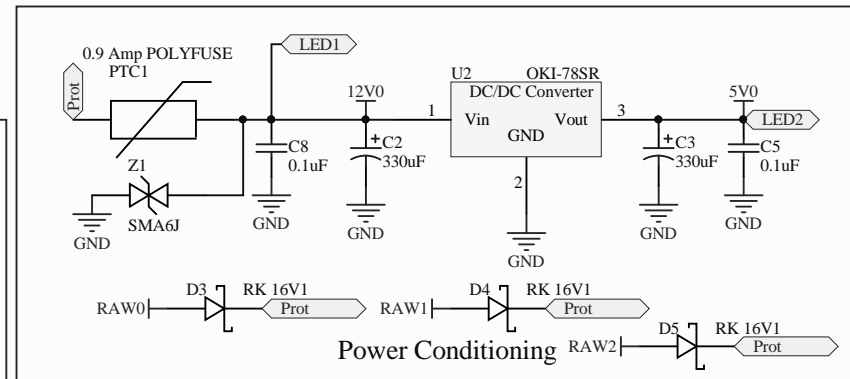 LED1
0.9 Amp POLYFUSE
PTC1
Prot
12V0
U2 OKI-78SR
DC/DC Converter
5V0
1 Vin Vout 3
GND
LED2
C8
0.1uF
C2
330uF
C3
330uF
C5
0.1uF
Z1
SMA6J
2
GND
GND
GND
GND
GND
GND
D3 RK 16V1
RAW0 Prot
D4 RK 16V1
RAW1 Prot
Power Conditioning
D5 RK 16V1
RAW2 Prot